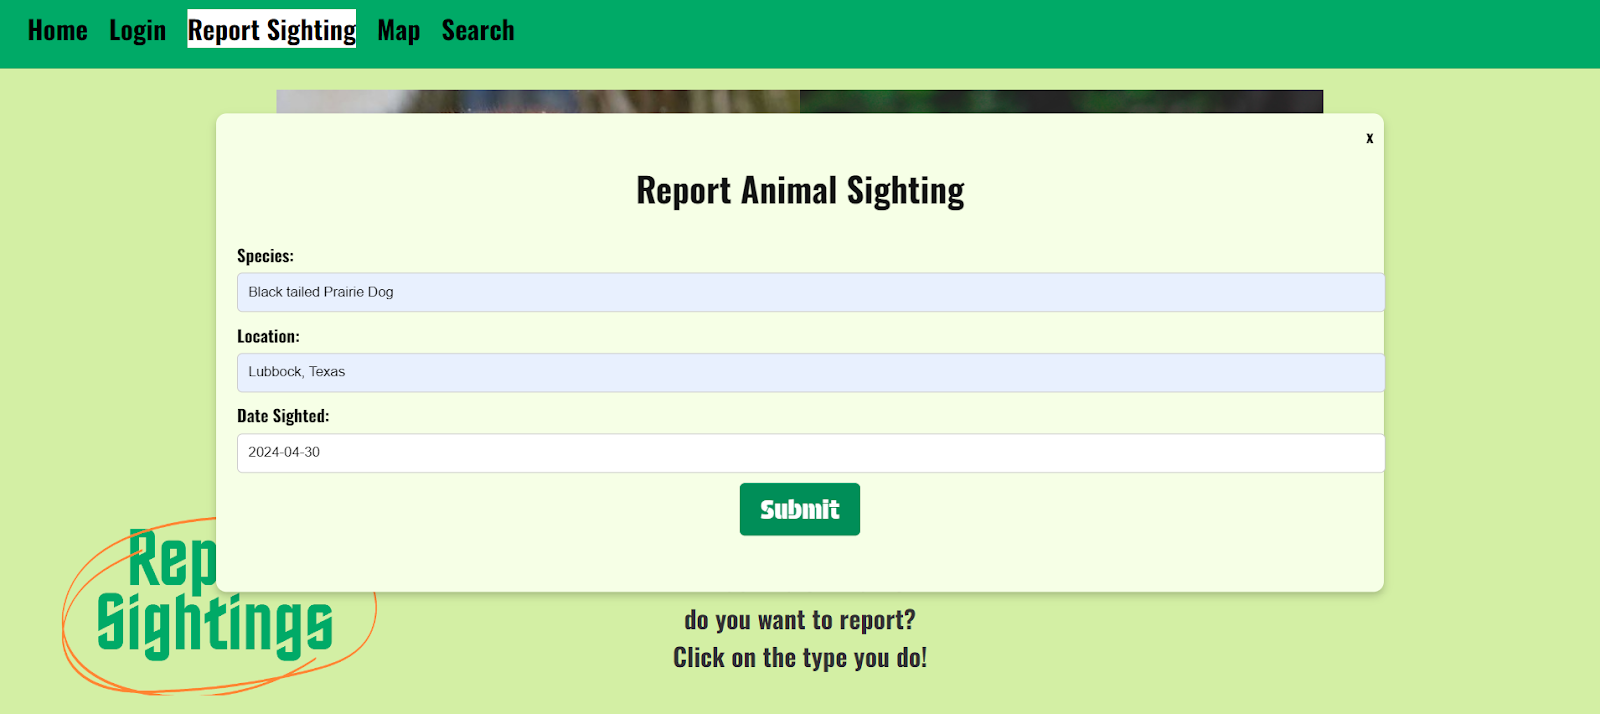 Home Login Report Sighting Map Search
x
Report Animal Sighting
Species:
Black tailed Prairie Dog
Location:
Lubbock, Texas
Date Sighted:
2024-04-30
Submit
Rep
Sightings
do you want to report?
Click on the type you do!